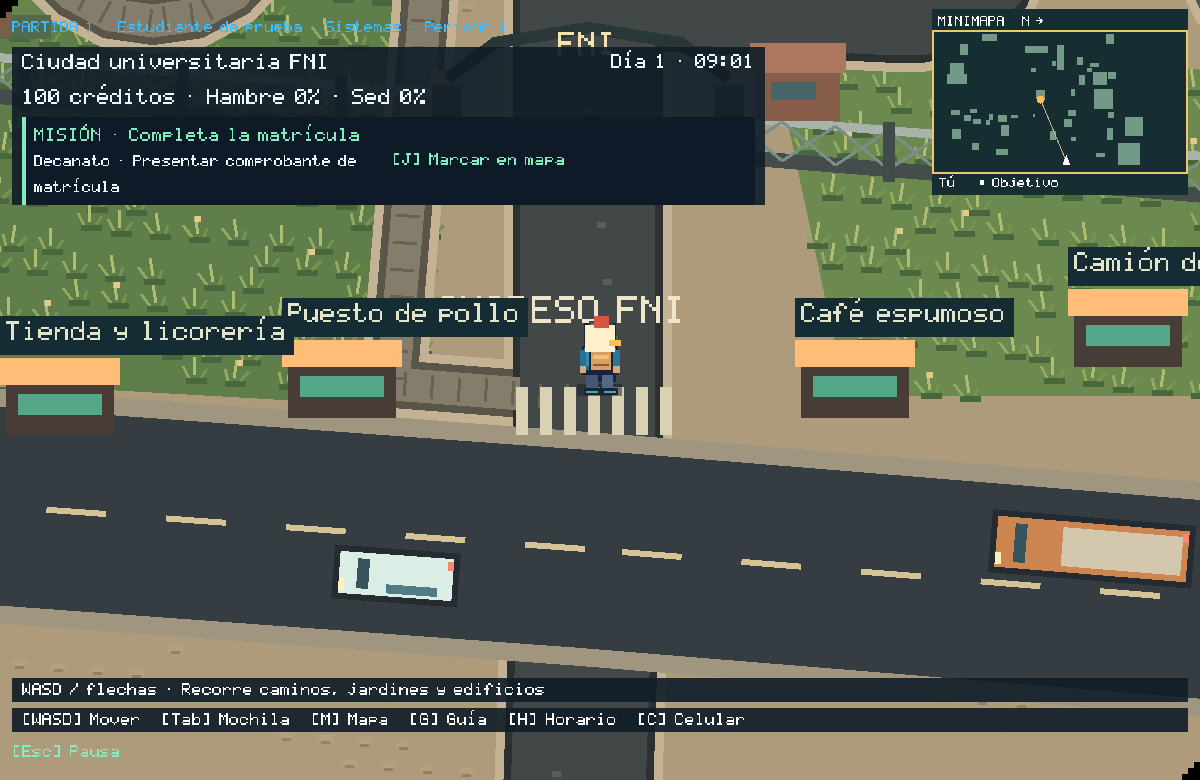 PARTIDA 1 · Estudiante de prueba · Sistemas · Período 1
FNI
Ciudad universitaria FNI
Día 1 · 09:01
100 créditos · Hambre 0% · Sed 0%
MISIÓN · Completa la matrícula
Decanato · Presentar comprobante de
matrícula
[J] Marcar en mapa
MINIMAPA N →
Tú ▪ Objetivo
Camión
Tienda y licorería
Puesto de pollo
FNI
Café espumoso
WASD / flechas · Recorre caminos, jardines y edificios
[WASD] Mover [Tab] Mochila [M] Mapa [G] Guía [H] Horario [C] Celular
[Esc] Pausa